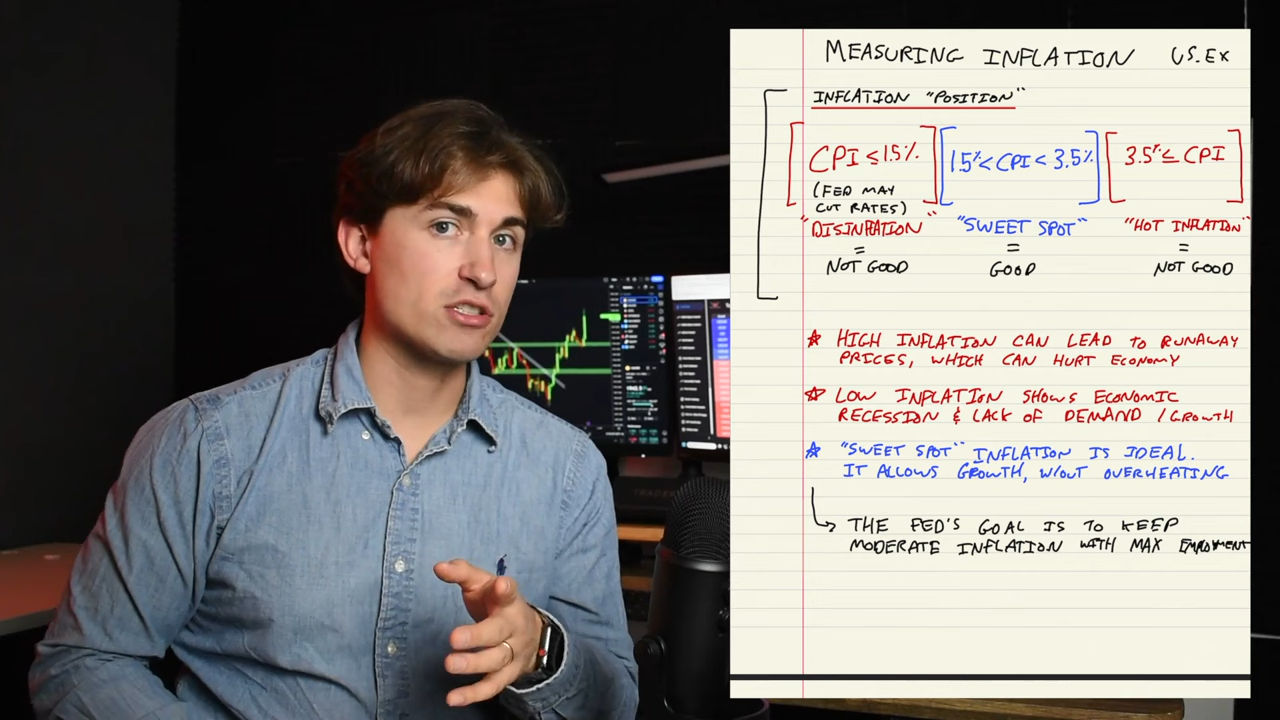 MEASURING INFLATION US.EX
INFLATION "POSITION"
CPI ≤ 1.5% 1.5% < CPI < 3.5% 3.5% ≤ CPI
(FED MAY
CUT RATES)
"DISINFLATION" "SWEET SPOT" "HOT INFLATION"
= = =
NOT GOOD GOOD NOT GOOD
☆ HIGH INFLATION CAN LEAD TO RUNAWAY
PRICES, WHICH CAN HURT ECONOMY
☆ LOW INFLATION SHOWS ECONOMIC
RECESSION & LACK OF DEMAND / GROWTH
☆ "SWEET SPOT" INFLATION IS IDEAL.
IT ALLOWS GROWTH, W/OUT OVERHEATING
→ THE FED'S GOAL IS TO KEEP
MODERATE INFLATION WITH MAX EMPLOYMENT